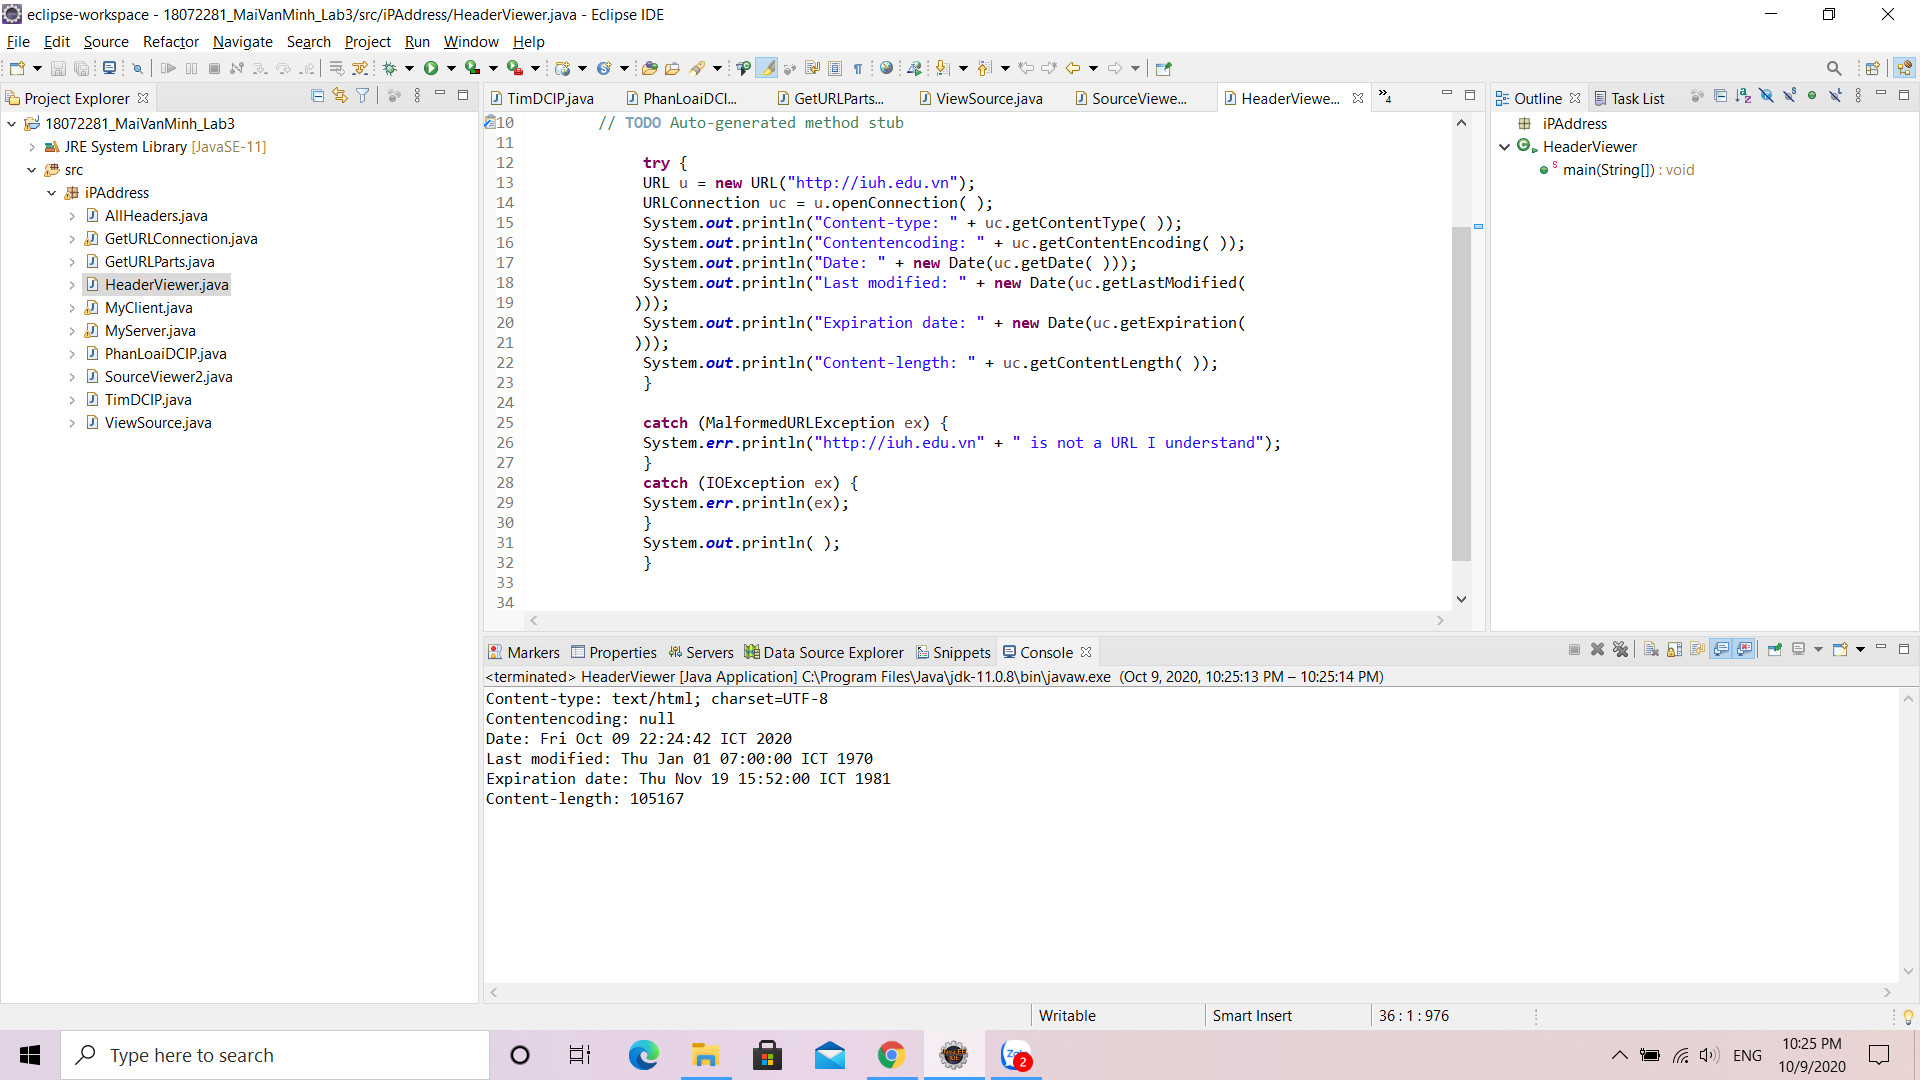 eclipse-workspace - 18072281_MaiVanMinh_Lab3/src/iPAddress/HeaderViewer.java - Eclipse IDE
File Edit Source Refactor Navigate Search Project Run Window Help
Project Explorer
18072281_MaiVanMinh_Lab3
JRE System Library [JavaSE-11]
src
iPAddress
AllHeaders.java
GetURLConnection.java
GetURLParts.java
HeaderViewer.java
MyClient.java
MyServer.java
PhanLoaiDCIP.java
SourceViewer2.java
TimDCIP.java
ViewSource.java
TimDCIP.java PhanLoaiDCI... GetURLParts... ViewSource.java SourceViewe... HeaderViewe... »4
10 // TODO Auto-generated method stub
11
12 try {
13 URL u = new URL("http://iuh.edu.vn");
14 URLConnection uc = u.openConnection( );
15 System.out.println("Content-type: " + uc.getContentType( ));
16 System.out.println("Contentencoding: " + uc.getContentEncoding( ));
17 System.out.println("Date: " + new Date(uc.getDate( )));
18 System.out.println("Last modified: " + new Date(uc.getLastModified(
19 )));
20 System.out.println("Expiration date: " + new Date(uc.getExpiration(
21 )));
22 System.out.println("Content-length: " + uc.getContentLength( ));
23 }
24
25 catch (MalformedURLException ex) {
26 System.err.println("http://iuh.edu.vn" + " is not a URL I understand");
27 }
28 catch (IOException ex) {
29 System.err.println(ex);
30 }
31 System.out.println( );
32 }
33
34
Outline Task List
iPAddress
HeaderViewer
main(String[]) : void
Markers Properties Servers Data Source Explorer Snippets Console
<terminated> HeaderViewer [Java Application] C:\Program Files\Java\jdk-11.0.8\bin\javaw.exe (Oct 9, 2020, 10:25:13 PM – 10:25:14 PM)
Content-type: text/html; charset=UTF-8
Contentencoding: null
Date: Fri Oct 09 22:24:42 ICT 2020
Last modified: Thu Jan 01 07:00:00 ICT 1970
Expiration date: Thu Nov 19 15:52:00 ICT 1981
Content-length: 105167
Writable Smart Insert 36 : 1 : 976
Type here to search
2
ENG
10:25 PM
10/9/2020